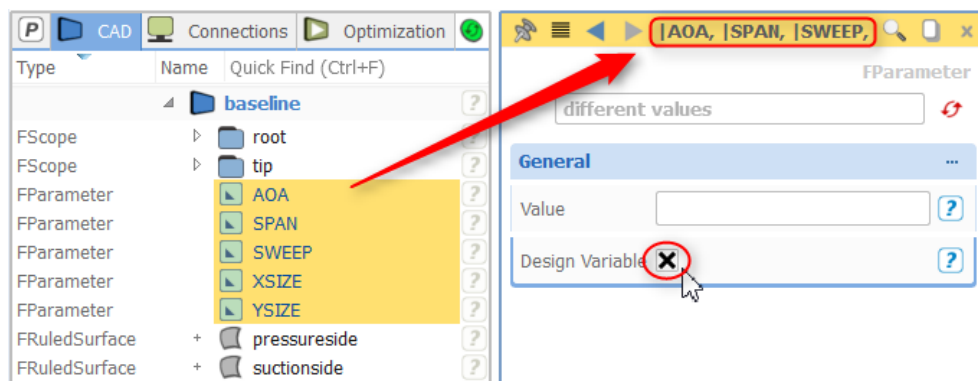 P CAD Connections Optimization
Type Name Quick Find (Ctrl+F)
baseline ?
FScope root ?
FScope tip ?
FParameter AOA ?
FParameter SPAN ?
FParameter SWEEP ?
FParameter XSIZE ?
FParameter YSIZE ?
FRuledSurface pressureside ?
FRuledSurface suctionside ?
|AOA, |SPAN, |SWEEP,
FParameter
different values
General ...
Value ?
Design Variable ?